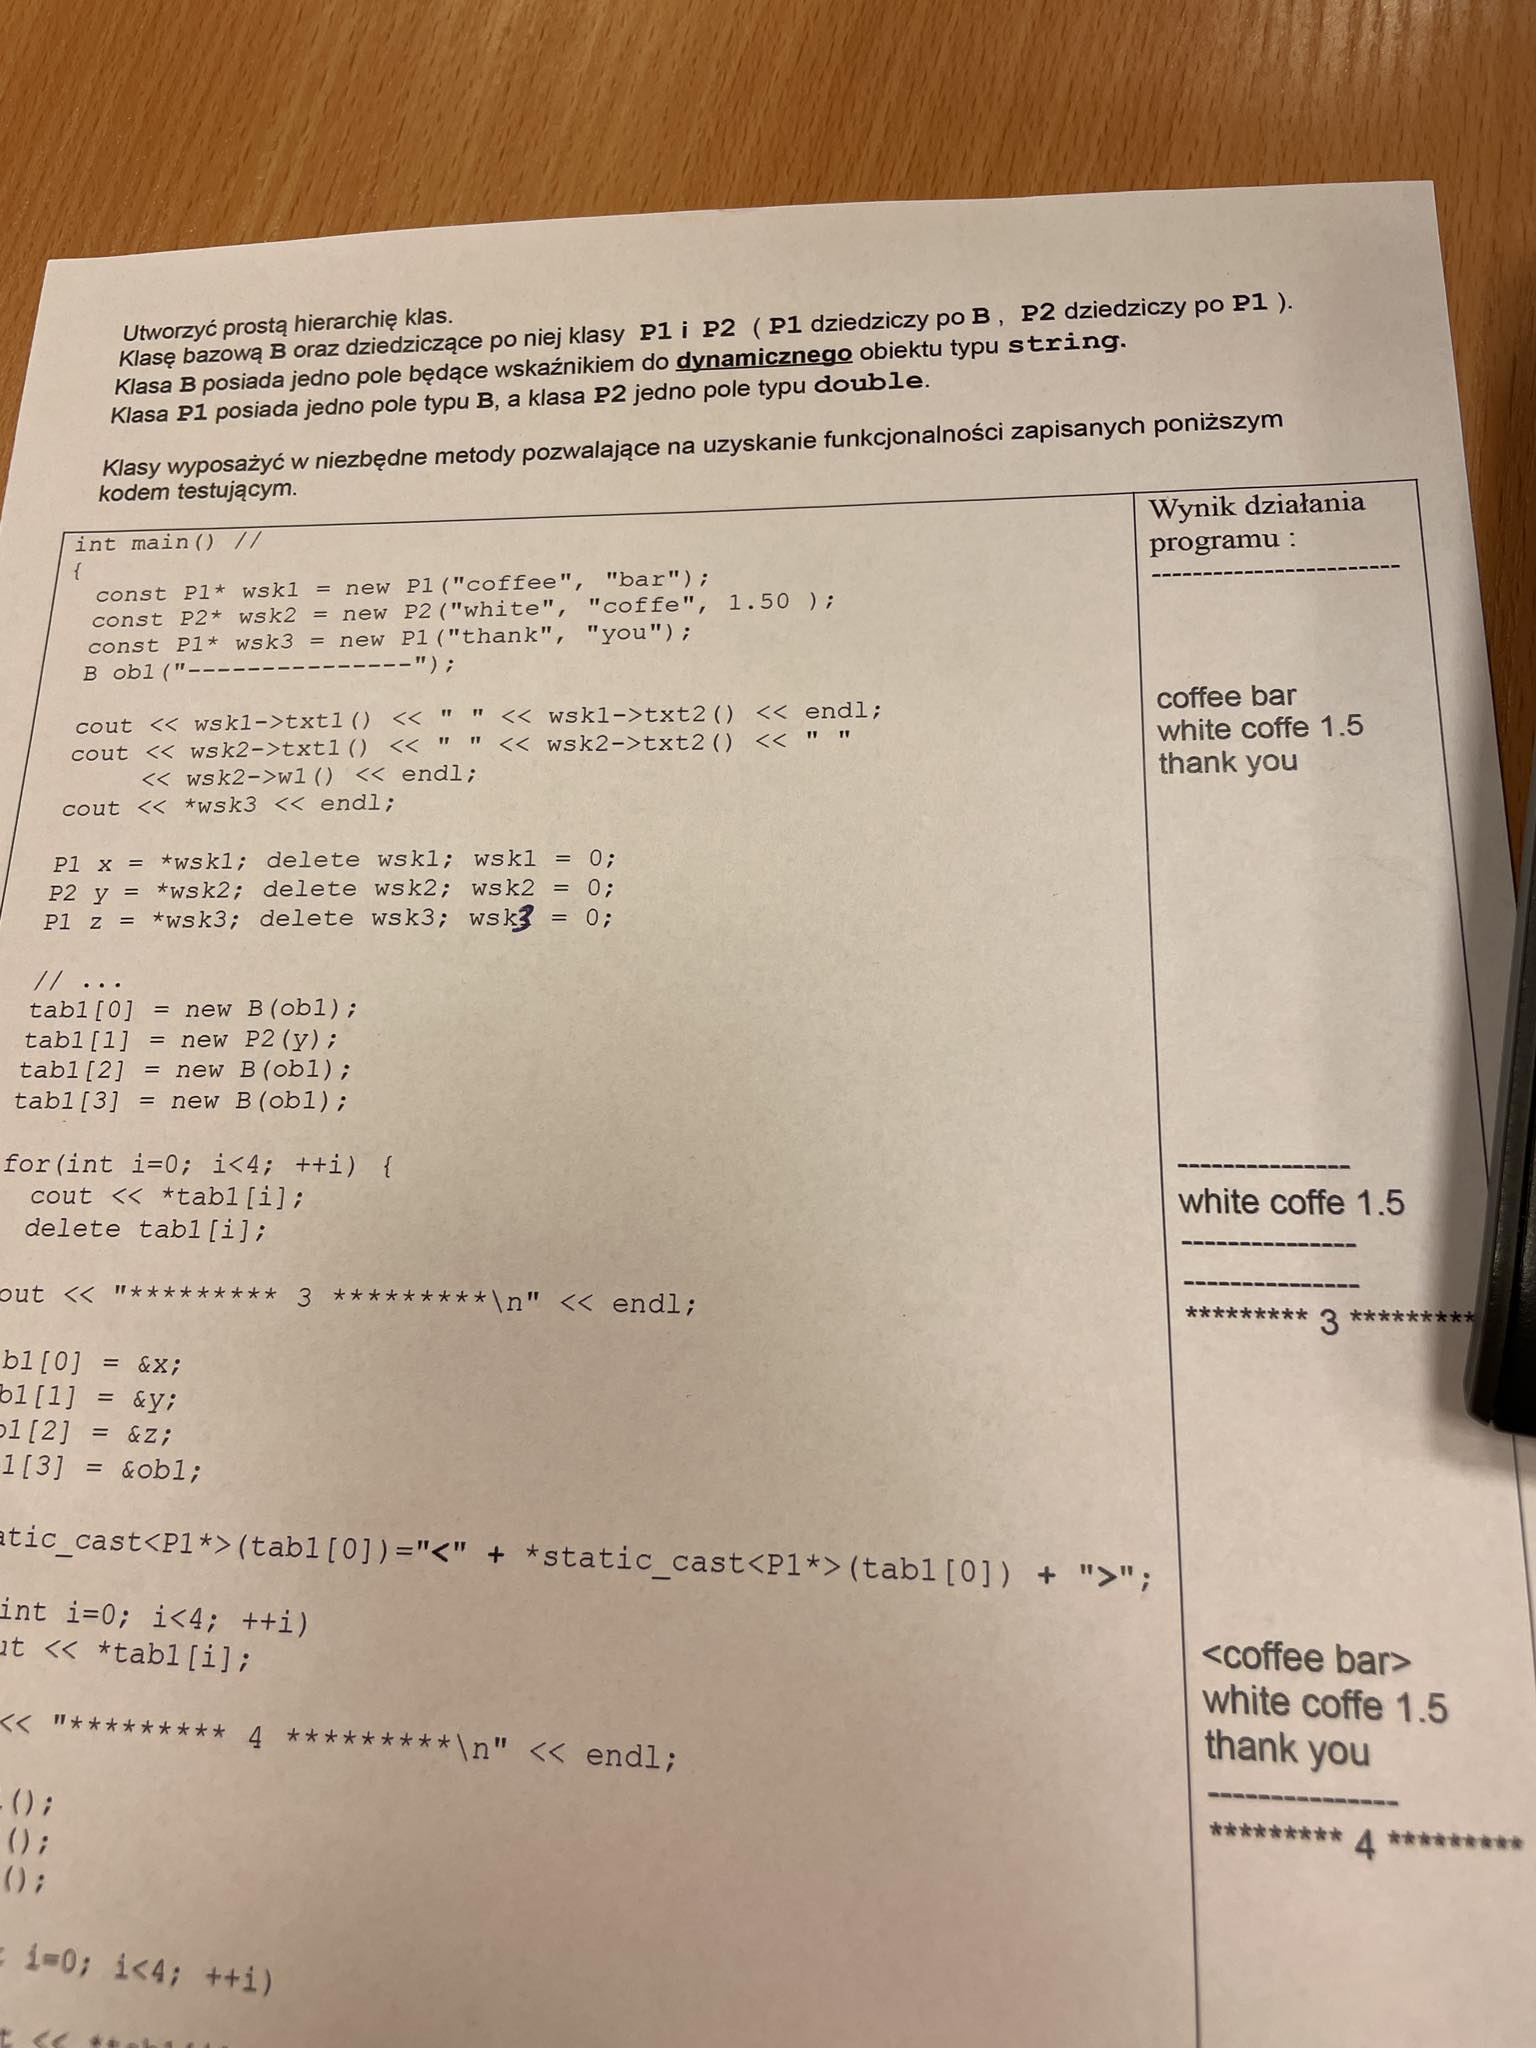 Utworzyć prostą hierarchię klas.
Klasę bazową B oraz dziedziczące po niej klasy P1 i P2 ( P1 dziedziczy po B , P2 dziedziczy po P1 ).
Klasa B posiada jedno pole będące wskaźnikiem do dynamicznego obiektu typu string.
Klasa P1 posiada jedno pole typu B, a klasa P2 jedno pole typu double.
Klasy wyposażyć w niezbędne metody pozwalające na uzyskanie funkcjonalności zapisanych poniższym
kodem testującym.
int main() //
{
const P1* wsk1 = new P1("coffee", "bar");
const P2* wsk2 = new P2("white", "coffe", 1.50 );
const P1* wsk3 = new P1("thank", "you");
B ob1("---------------");
cout << wsk1->txt1() << " " << wsk1->txt2() << endl;
cout << wsk2->txt1() << " " << wsk2->txt2() << " "
<< wsk2->w1() << endl;
cout << *wsk3 << endl;
P1 x = *wsk1; delete wsk1; wsk1 = 0;
P2 y = *wsk2; delete wsk2; wsk2 = 0;
P1 z = *wsk3; delete wsk3; wsk3 = 0;
// ...
tab1[0] = new B(ob1);
tab1[1] = new P2(y);
tab1[2] = new B(ob1);
tab1[3] = new B(ob1);
for(int i=0; i<4; ++i) {
cout << *tab1[i];
delete tab1[i];
out << "********* 3 *********\n" << endl;
b1[0] = &x;
b1[1] = &y;
b1[2] = &z;
1[3] = &ob1;
atic_cast<P1*>(tab1[0])="<" + *static_cast<P1*>(tab1[0]) + ">";
int i=0; i<4; ++i)
ut << *tab1[i];
<< "********* 4 *********\n" << endl;
();
();
();
i=0; i<4; ++i)
Wynik działania
programu :
------------------------
coffee bar
white coffe 1.5
thank you
---------------
white coffe 1.5
---------------
---------------
********* 3 *********
<coffee bar>
white coffe 1.5
thank you
---------------
********* 4 *********